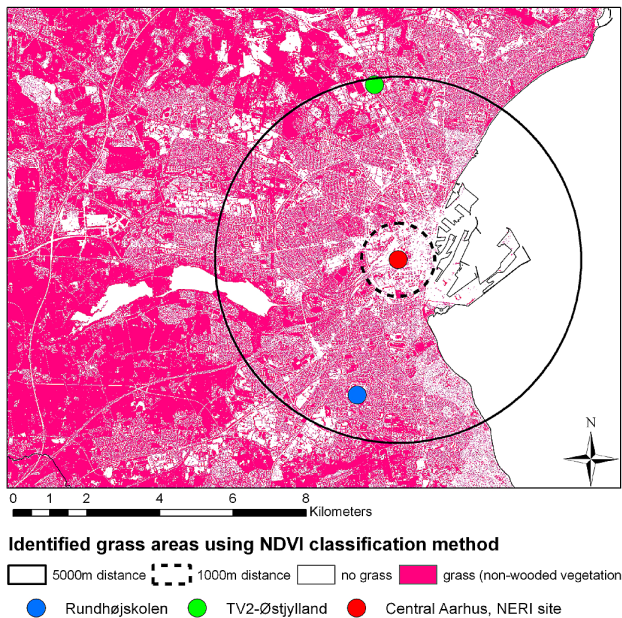 N
0 1 2 4 6 8
Kilometers
Identified grass areas using NDVI classification method
5000m distance 1000m distance no grass grass (non-wooded vegetation
Rundhøjskolen TV2-Østjylland Central Aarhus, NERI site